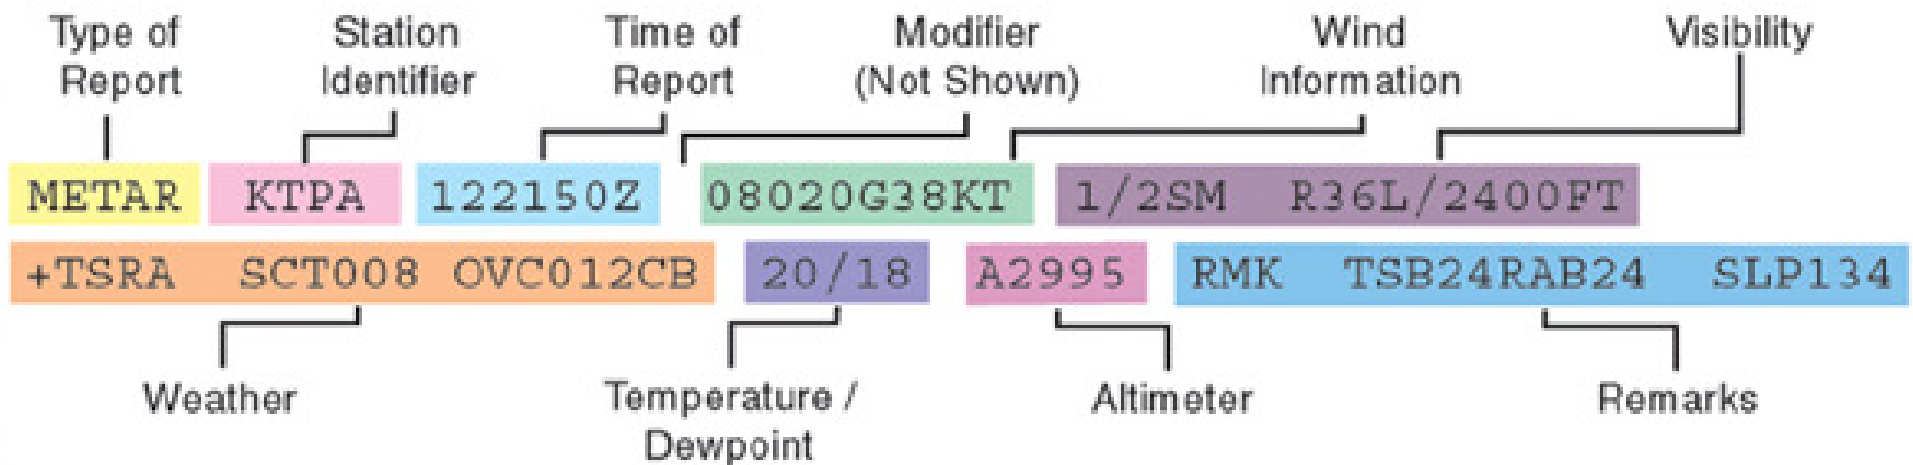 Type of Report
Station Identifier
Time of Report
Modifier (Not Shown)
Wind Information
Visibility
METAR KTPA 122150Z 08020G38KT 1/2SM R36L/2400FT
+TSRA SCT008 OVC012CB 20/18 A2995 RMK TSB24RAB24 SLP134
Weather
Temperature / Dewpoint
Altimeter
Remarks